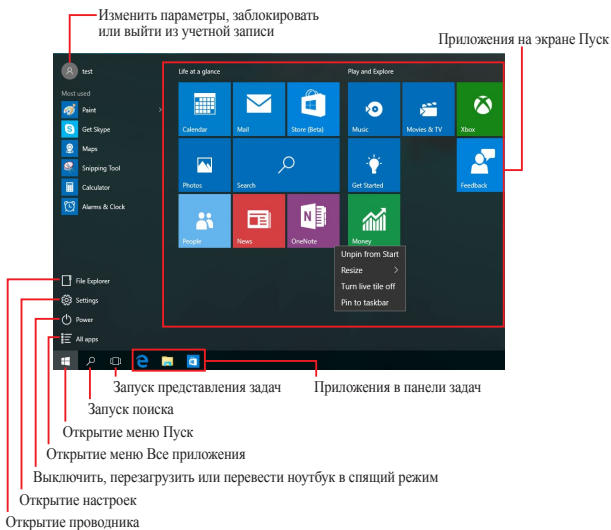 Изменить параметры, заблокировать
или выйти из учетной записи
Приложения на экране Пуск
test
Life at a glance
Play and Explore
Most used
Paint
Get Skype
Maps
Snipping Tool
Calculator
Alarms & Clock
Calendar
Mail
Store (Beta)
Music
Movies & TV
Xbox
Photos
Search
Get Started
Feedback
People
News
OneNote
Money
Unpin from Start
Resize
Turn live tile off
Pin to taskbar
File Explorer
Settings
Power
All apps
Запуск представления задач
Приложения в панели задач
Запуск поиска
Открытие меню Пуск
Открытие меню Все приложения
Выключить, перезагрузить или перевести ноутбук в спящий режим
Открытие настроек
Открытие проводника